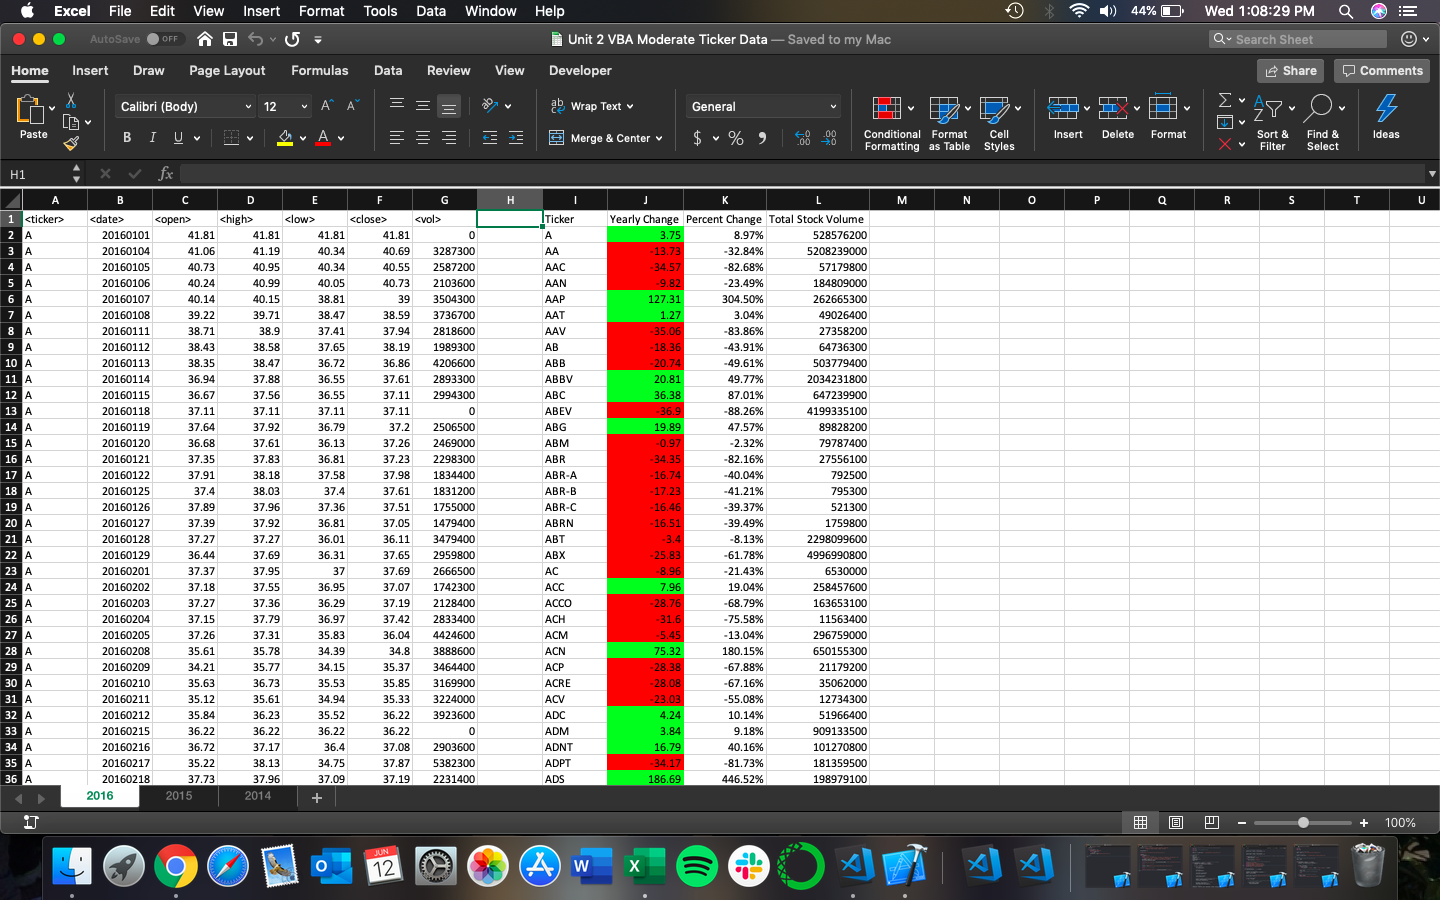 Excel File Edit View Insert Format Tools Data Window Help 44% Wed 1:08:29 PM
AutoSave OFF Unit 2 VBA Moderate Ticker Data — Saved to my Mac Search Sheet
Home Insert Draw Page Layout Formulas Data Review View Developer Share Comments
Paste Calibri (Body) 12 A A ab Wrap Text General
B I U A Merge & Center $ % Conditional Formatting Format as Table Cell Styles Insert Delete Format Sort & Filter Find & Select Ideas
H1 fx
A B C D E F G H I J K L M N O P Q R S T U
1 <ticker> <date> <open> <high> <low> <close> <vol> Ticker Yearly Change Percent Change Total Stock Volume
2 A 20160101 41.81 41.81 41.81 41.81 0 A 3.75 8.97% 528576200
3 A 20160104 41.06 41.19 40.34 40.69 3287300 AA -13.73 -32.84% 5208239000
4 A 20160105 40.73 40.95 40.34 40.55 2587200 AAC -34.57 -82.68% 57179800
5 A 20160106 40.24 40.99 40.05 40.73 2103600 AAN -9.82 -23.49% 184809000
6 A 20160107 40.14 40.15 38.81 39 3504300 AAP 127.31 304.50% 262665300
7 A 20160108 39.22 39.71 38.47 38.59 3736700 AAT 1.27 3.04% 49026400
8 A 20160111 38.71 38.9 37.41 37.94 2818600 AAV -35.06 -83.86% 27358200
9 A 20160112 38.43 38.58 37.65 38.19 1989300 AB -18.36 -43.91% 64736300
10 A 20160113 38.35 38.47 36.72 36.86 4206600 ABB -20.74 -49.61% 503779400
11 A 20160114 36.94 37.88 36.55 37.61 2893300 ABBV 20.81 49.77% 2034231800
12 A 20160115 36.67 37.56 36.55 37.11 2994300 ABC 36.38 87.01% 647239900
13 A 20160118 37.11 37.11 37.11 37.11 0 ABEV -36.9 -88.26% 4199335100
14 A 20160119 37.64 37.92 36.79 37.2 2506500 ABG 19.89 47.57% 89828200
15 A 20160120 36.68 37.61 36.13 37.26 2469000 ABM -0.97 -2.32% 79787400
16 A 20160121 37.35 37.83 36.81 37.23 2298300 ABR -34.35 -82.16% 27556100
17 A 20160122 37.91 38.18 37.58 37.98 1834400 ABR-A -16.74 -40.04% 792500
18 A 20160125 37.4 38.03 37.4 37.61 1831200 ABR-B -17.23 -41.21% 795300
19 A 20160126 37.89 37.96 37.36 37.51 1755000 ABR-C -16.46 -39.37% 521300
20 A 20160127 37.39 37.92 36.81 37.05 1479400 ABRN -16.51 -39.49% 1759800
21 A 20160128 37.27 37.27 36.01 36.11 3479400 ABT -3.4 -8.13% 2298099600
22 A 20160129 36.44 37.69 36.31 37.65 2959800 ABX -25.83 -61.78% 4996990800
23 A 20160201 37.37 37.95 37 37.69 2666500 AC -8.96 -21.43% 6530000
24 A 20160202 37.18 37.55 36.95 37.07 1742300 ACC 7.96 19.04% 258457600
25 A 20160203 37.27 37.36 36.29 37.19 2128400 ACCO -28.76 -68.79% 163653100
26 A 20160204 37.15 37.79 36.97 37.42 2833400 ACH -31.6 -75.58% 11563400
27 A 20160205 37.26 37.31 35.83 36.04 4424600 ACM -5.45 -13.04% 296759000
28 A 20160208 35.61 35.78 34.39 34.8 3888600 ACN 75.32 180.15% 650155300
29 A 20160209 34.21 35.77 34.15 35.37 3464400 ACP -28.38 -67.88% 21179200
30 A 20160210 35.63 36.73 35.53 35.85 3169900 ACRE -28.08 -67.16% 35062000
31 A 20160211 35.12 35.61 34.94 35.33 3224000 ACV -23.03 -55.08% 12734300
32 A 20160212 35.84 36.23 35.52 36.22 3923600 ADC 4.24 10.14% 51966400
33 A 20160215 36.22 36.22 36.22 36.22 0 ADM 3.84 9.18% 909133500
34 A 20160216 36.72 37.17 36.4 37.08 2903600 ADNT 16.79 40.16% 101270800
35 A 20160217 35.22 38.13 34.75 37.87 5382300 ADPT -34.17 -81.73% 181359500
36 A 20160218 37.73 37.96 37.09 37.19 2231400 ADS 186.69 446.52% 198979100
2016 2015 2014 +
100%
JUN 12